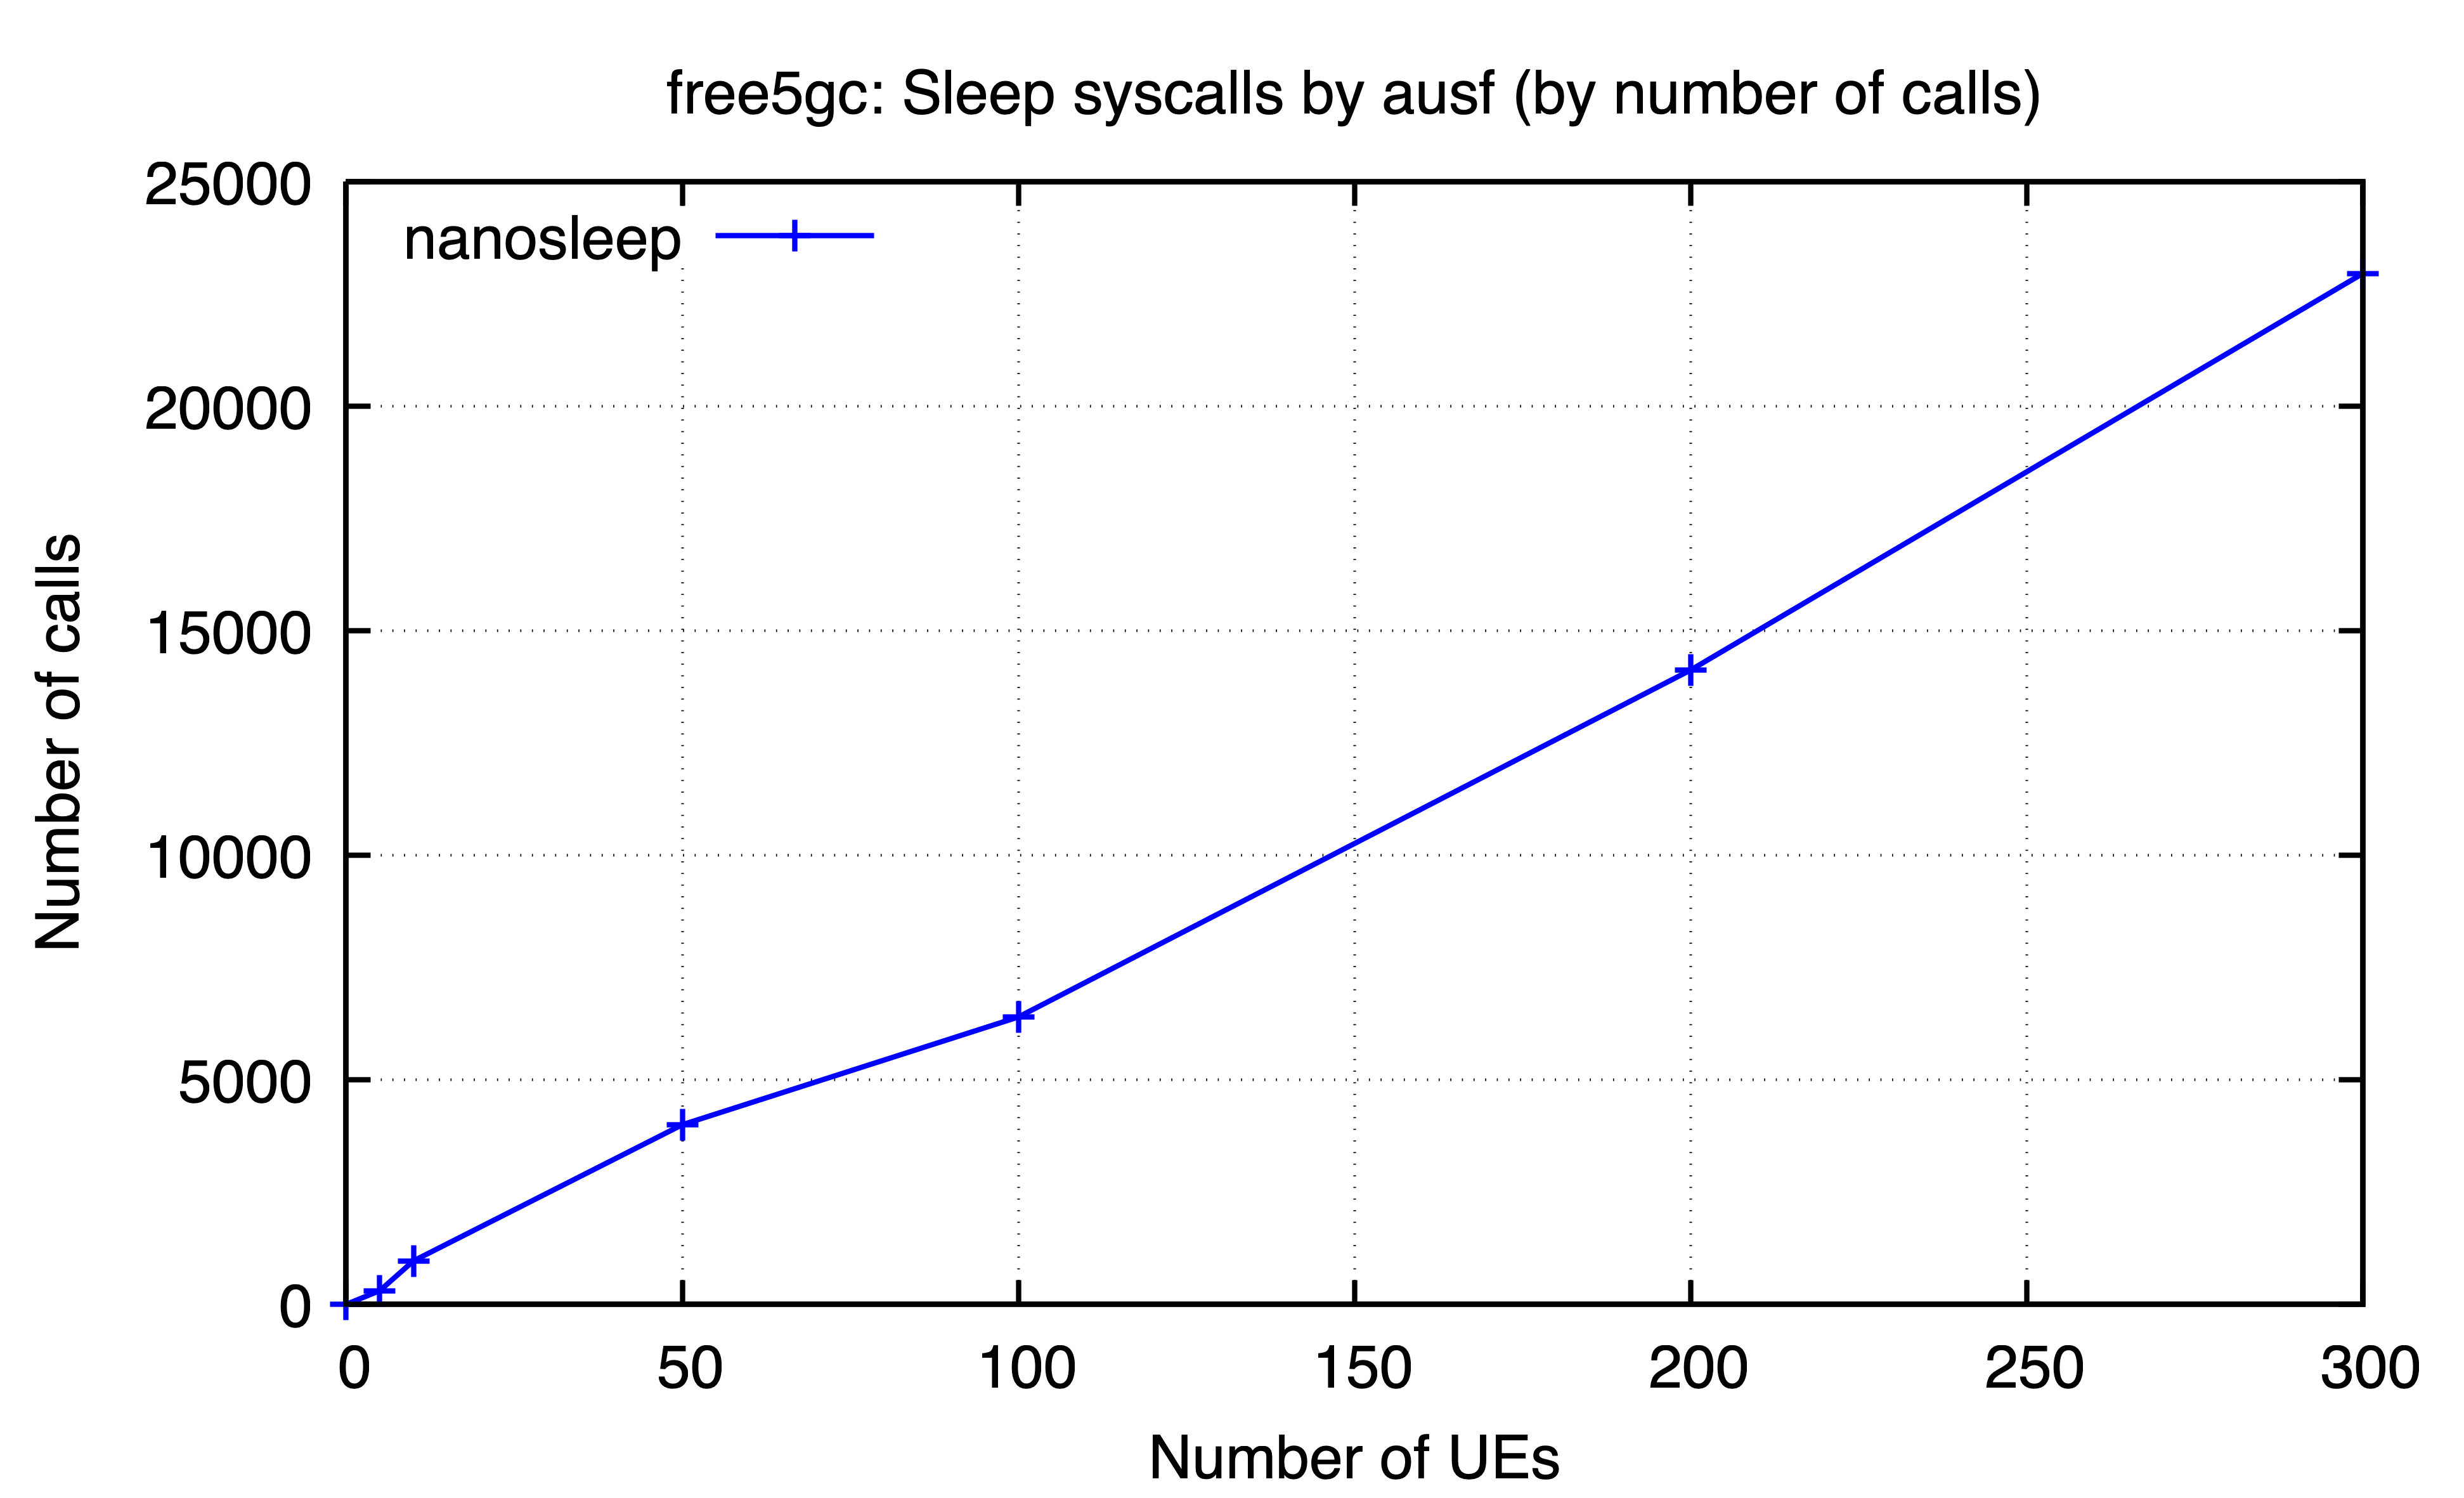 free5gc: Sleep syscalls by ausf (by number of calls)
25000
nanosleep
20000
15000
10000
5000
0
Number of calls
0 50 100 150 200 250 300
Number of UEs